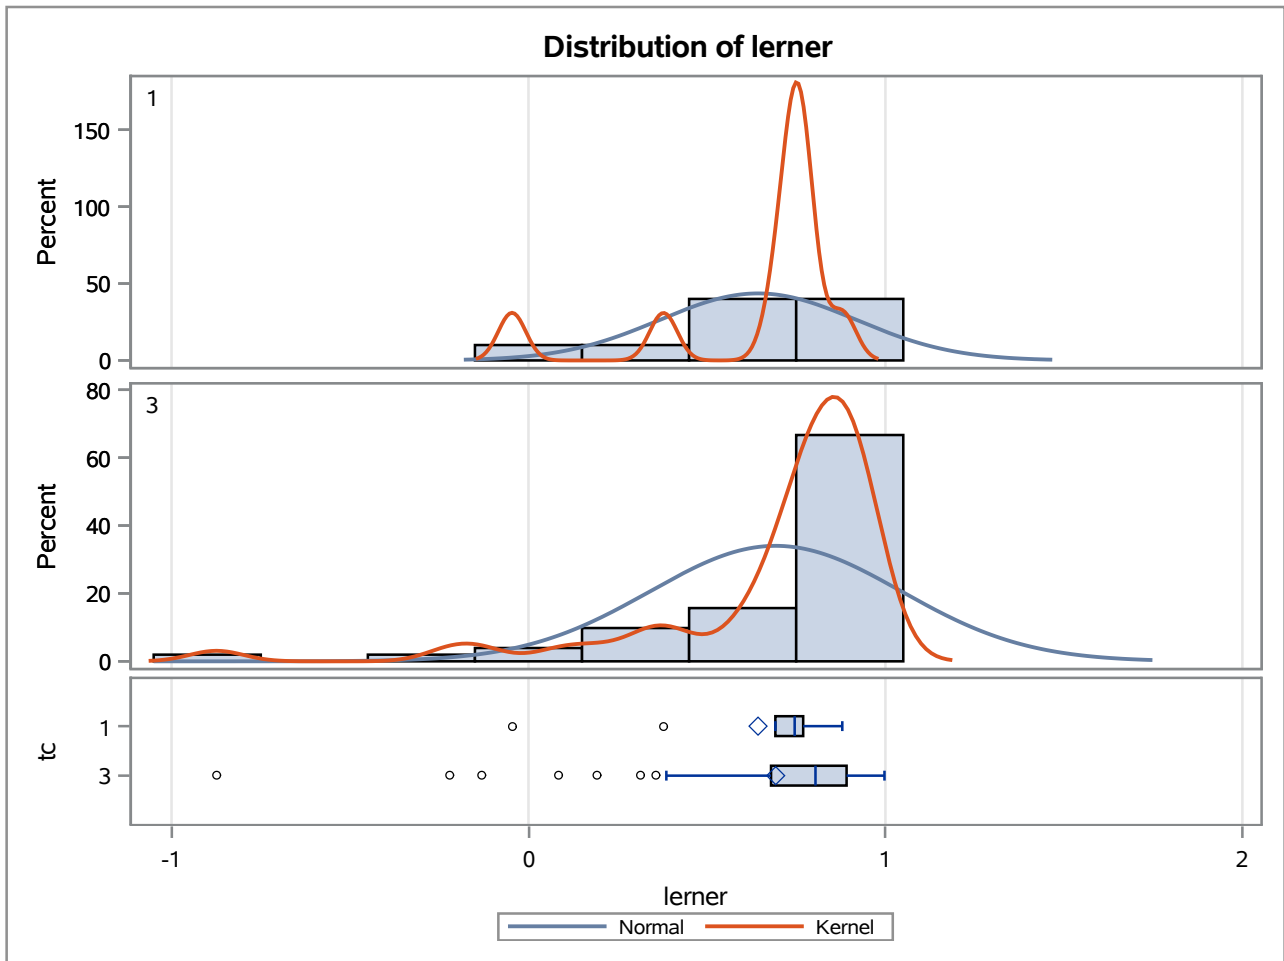 Distribution of lerner
1
Percent
150
100
50
0
3
Percent
80
60
40
20
0
tc
1
3
-1 0 1 2
lerner
Normal Kernel